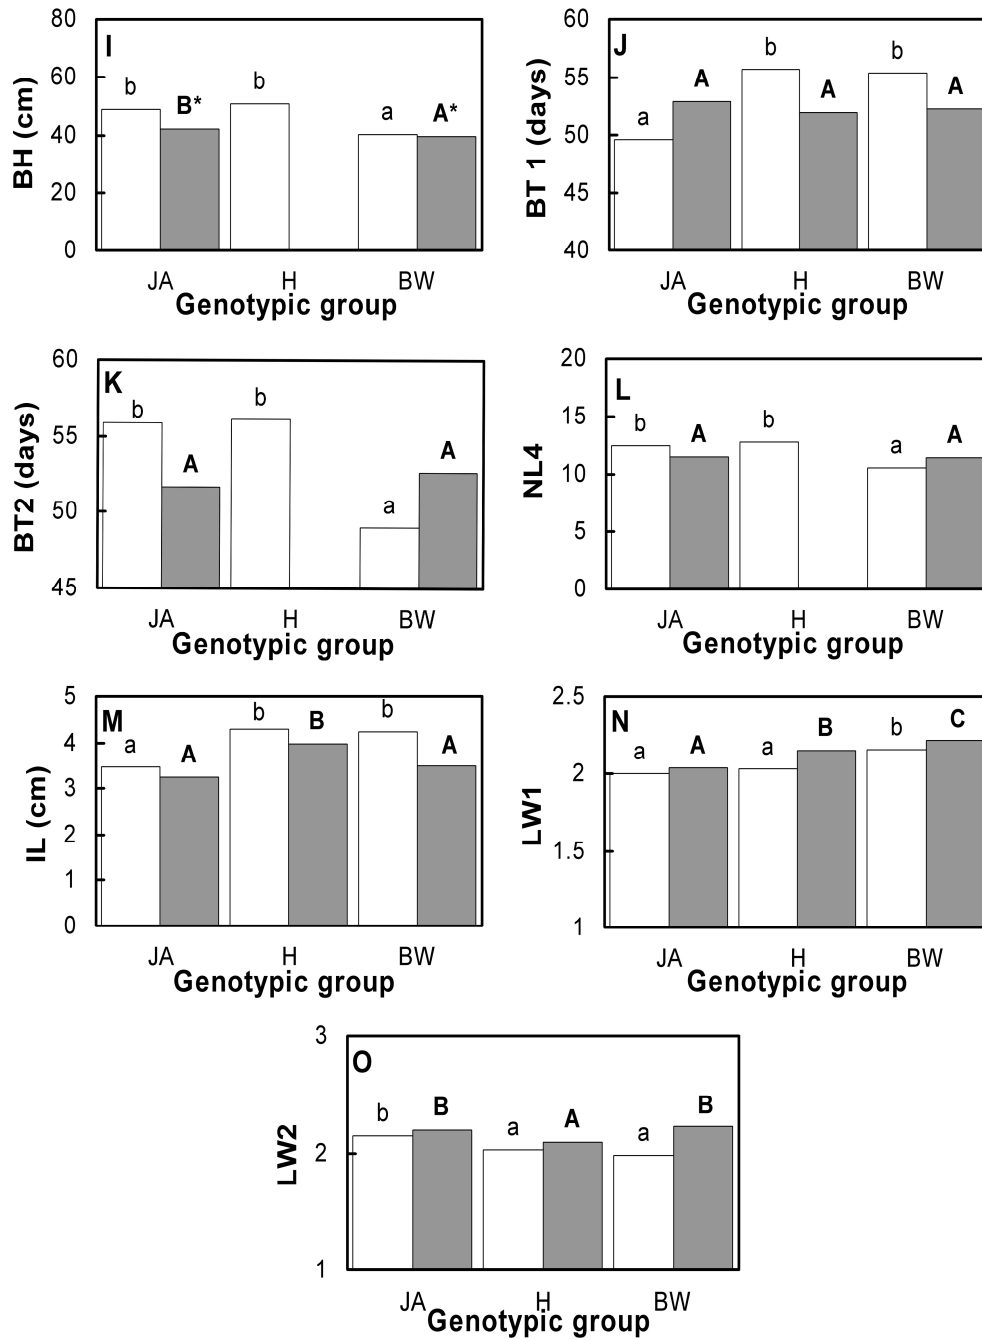 I
BH (cm)
80
60
40
20
0
b
B*
b
a
A*
JA
H
BW
Genotypic group
J
BT 1 (days)
60
55
50
45
40
a
A
b
A
b
A
JA
H
BW
Genotypic group
K
BT2 (days)
60
55
50
45
b
A
b
a
A
JA
H
BW
Genotypic group
L
NL4
20
15
10
5
0
b
A
b
a
A
JA
H
BW
Genotypic group
M
IL (cm)
5
4
3
2
1
0
a
A
b
B
b
A
JA
H
BW
Genotypic group
N
LW1
2.5
2
1.5
1
a
A
a
B
b
C
JA
H
BW
Genotypic group
O
LW2
3
2
1
b
B
a
A
a
B
JA
H
BW
Genotypic group